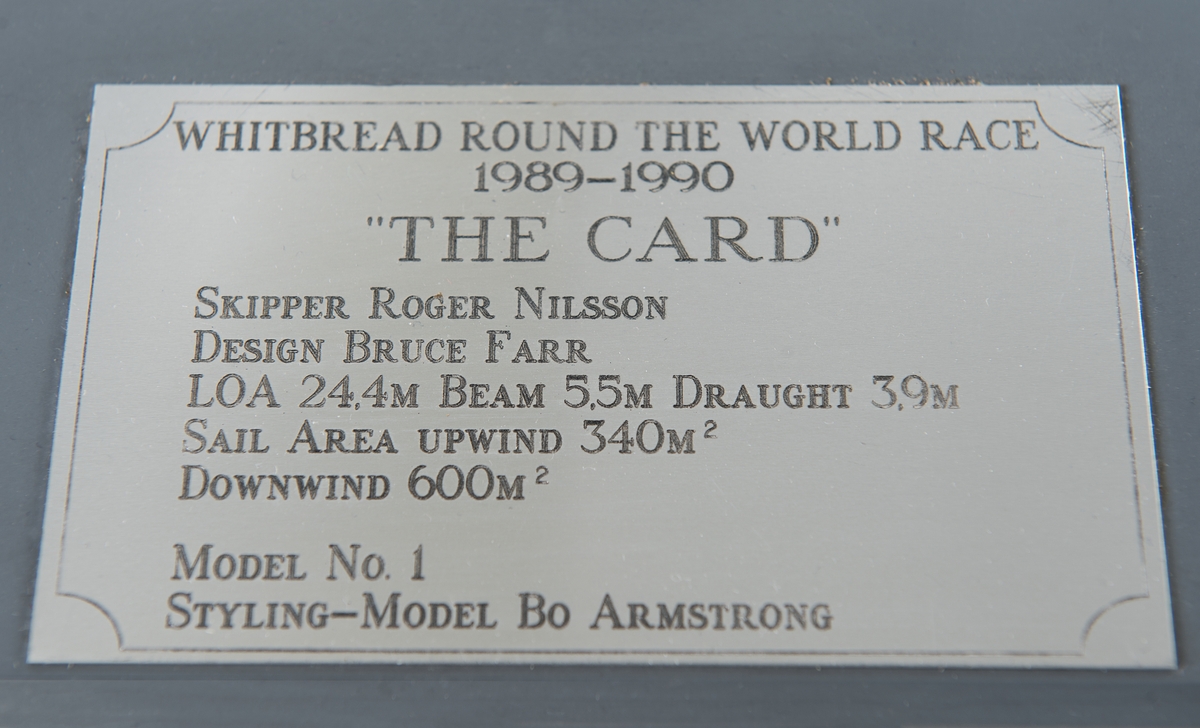 WHITBREAD ROUND THE WORLD RACE
1989–1990
"THE CARD"
SKIPPER ROGER NILSSON
DESIGN BRUCE FARR
LOA 24,4M BEAM 5,5M DRAUGHT 3,9M
SAIL AREA UPWIND 340M²
DOWNWIND 600M²
MODEL NO. 1
STYLING–MODEL BO ARMSTRONG